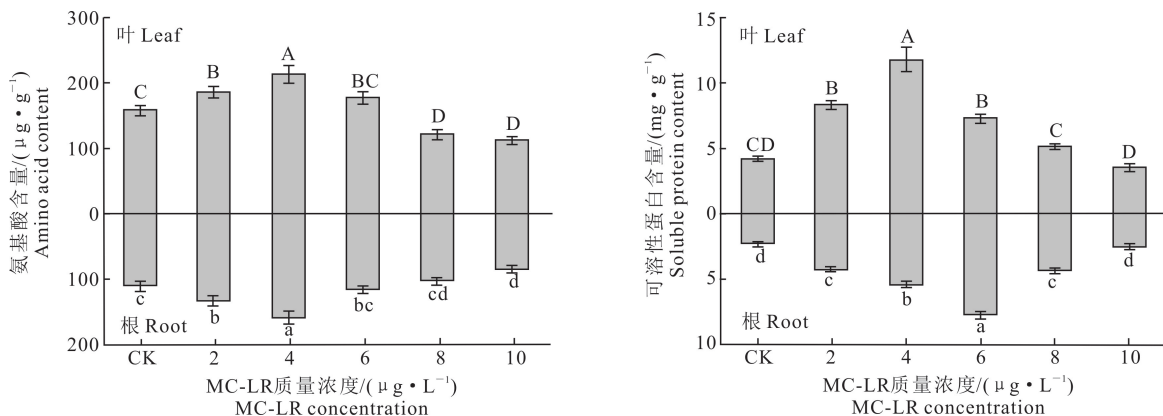 叶 Leaf
氨基酸含量/(μg·g⁻¹)
Amino acid content
300
200
100
0
100
200
C
B
A
BC
D
D
c
b
a
bc
cd
d
根 Root
CK
2
4
6
8
10
MC-LR质量浓度/(μg·L⁻¹)
MC-LR concentration
叶 Leaf
可溶性蛋白含量/(mg·g⁻¹)
Soluble protein content
15
10
5
0
5
10
CD
B
A
B
C
D
d
c
b
a
c
d
根 Root
CK
2
4
6
8
10
MC-LR质量浓度/(μg·L⁻¹)
MC-LR concentration